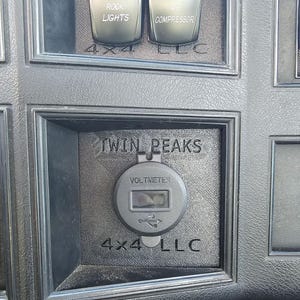 ROCK
LIGHTS
COMPRESSOR
4x4 LLC
TWIN PEAKS
VOLTMETER
4x4 LLC